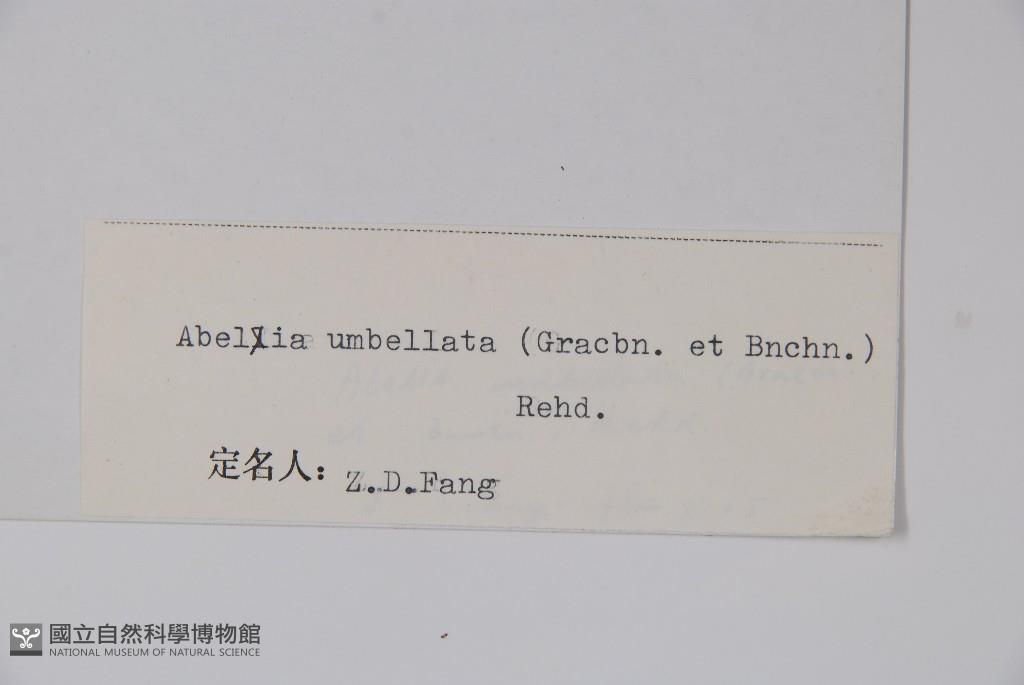 Abelia umbellata (Gracbn. et Bnchn.)
Rehd.
定名人: Z.D.Fang
國立自然科學博物館
NATIONAL MUSEUM OF NATURAL SCIENCE